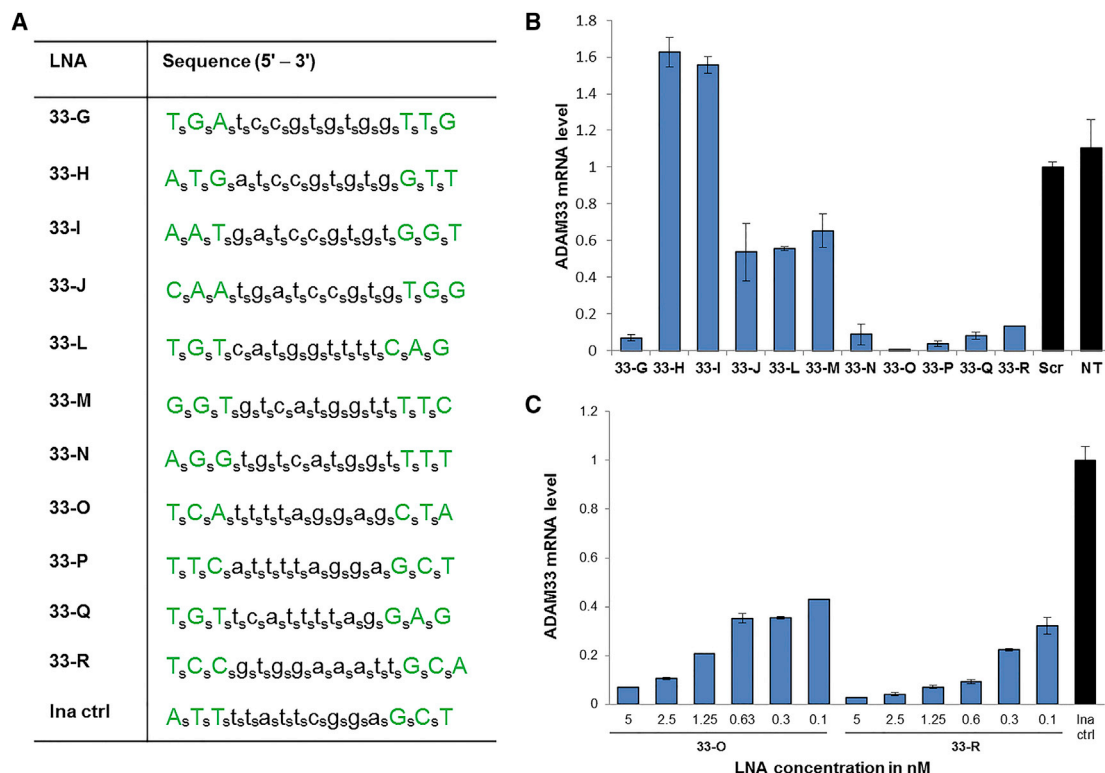 A
LNA Sequence (5' – 3')
33-G TsGsAstscscsgstsgstsgsgsTsTsG
33-H AsTsGsastscscsgstsgstsgsGsTsT
33-I AsAsTsgsastscscsgstsgstsGsGsT
33-J CsAsAstsgsastscscsgstsgsTsGsG
33-L TsGsTscsastsgsgststststsCsAsG
33-M GsGsTsgstscsastsgsgststsTsTsC
33-N AsGsGstsgstscsastsgsgstsTsTsT
33-O TsCsAststststsasgsgsasgsCsTsA
33-P TsTsCsaststststsasgsgsasGsCsT
33-Q TsGsTstscsaststststsasgsGsAsG
33-R TsCsCsgstsgsgsasasaststsGsCsA
lna ctrl AsTsTststsaststscsgsgsasGsCsT
B
ADAM33 mRNA level
1.8
1.6
1.4
1.2
1
0.8
0.6
0.4
0.2
0
33-G 33-H 33-I 33-J 33-L 33-M 33-N 33-O 33-P 33-Q 33-R Scr NT
C
ADAM33 mRNA level
1.2
1
0.8
0.6
0.4
0.2
0
5 2.5 1.25 0.63 0.3 0.1 5 2.5 1.25 0.6 0.3 0.1 lna
ctrl
33-O 33-R
LNA concentration in nM